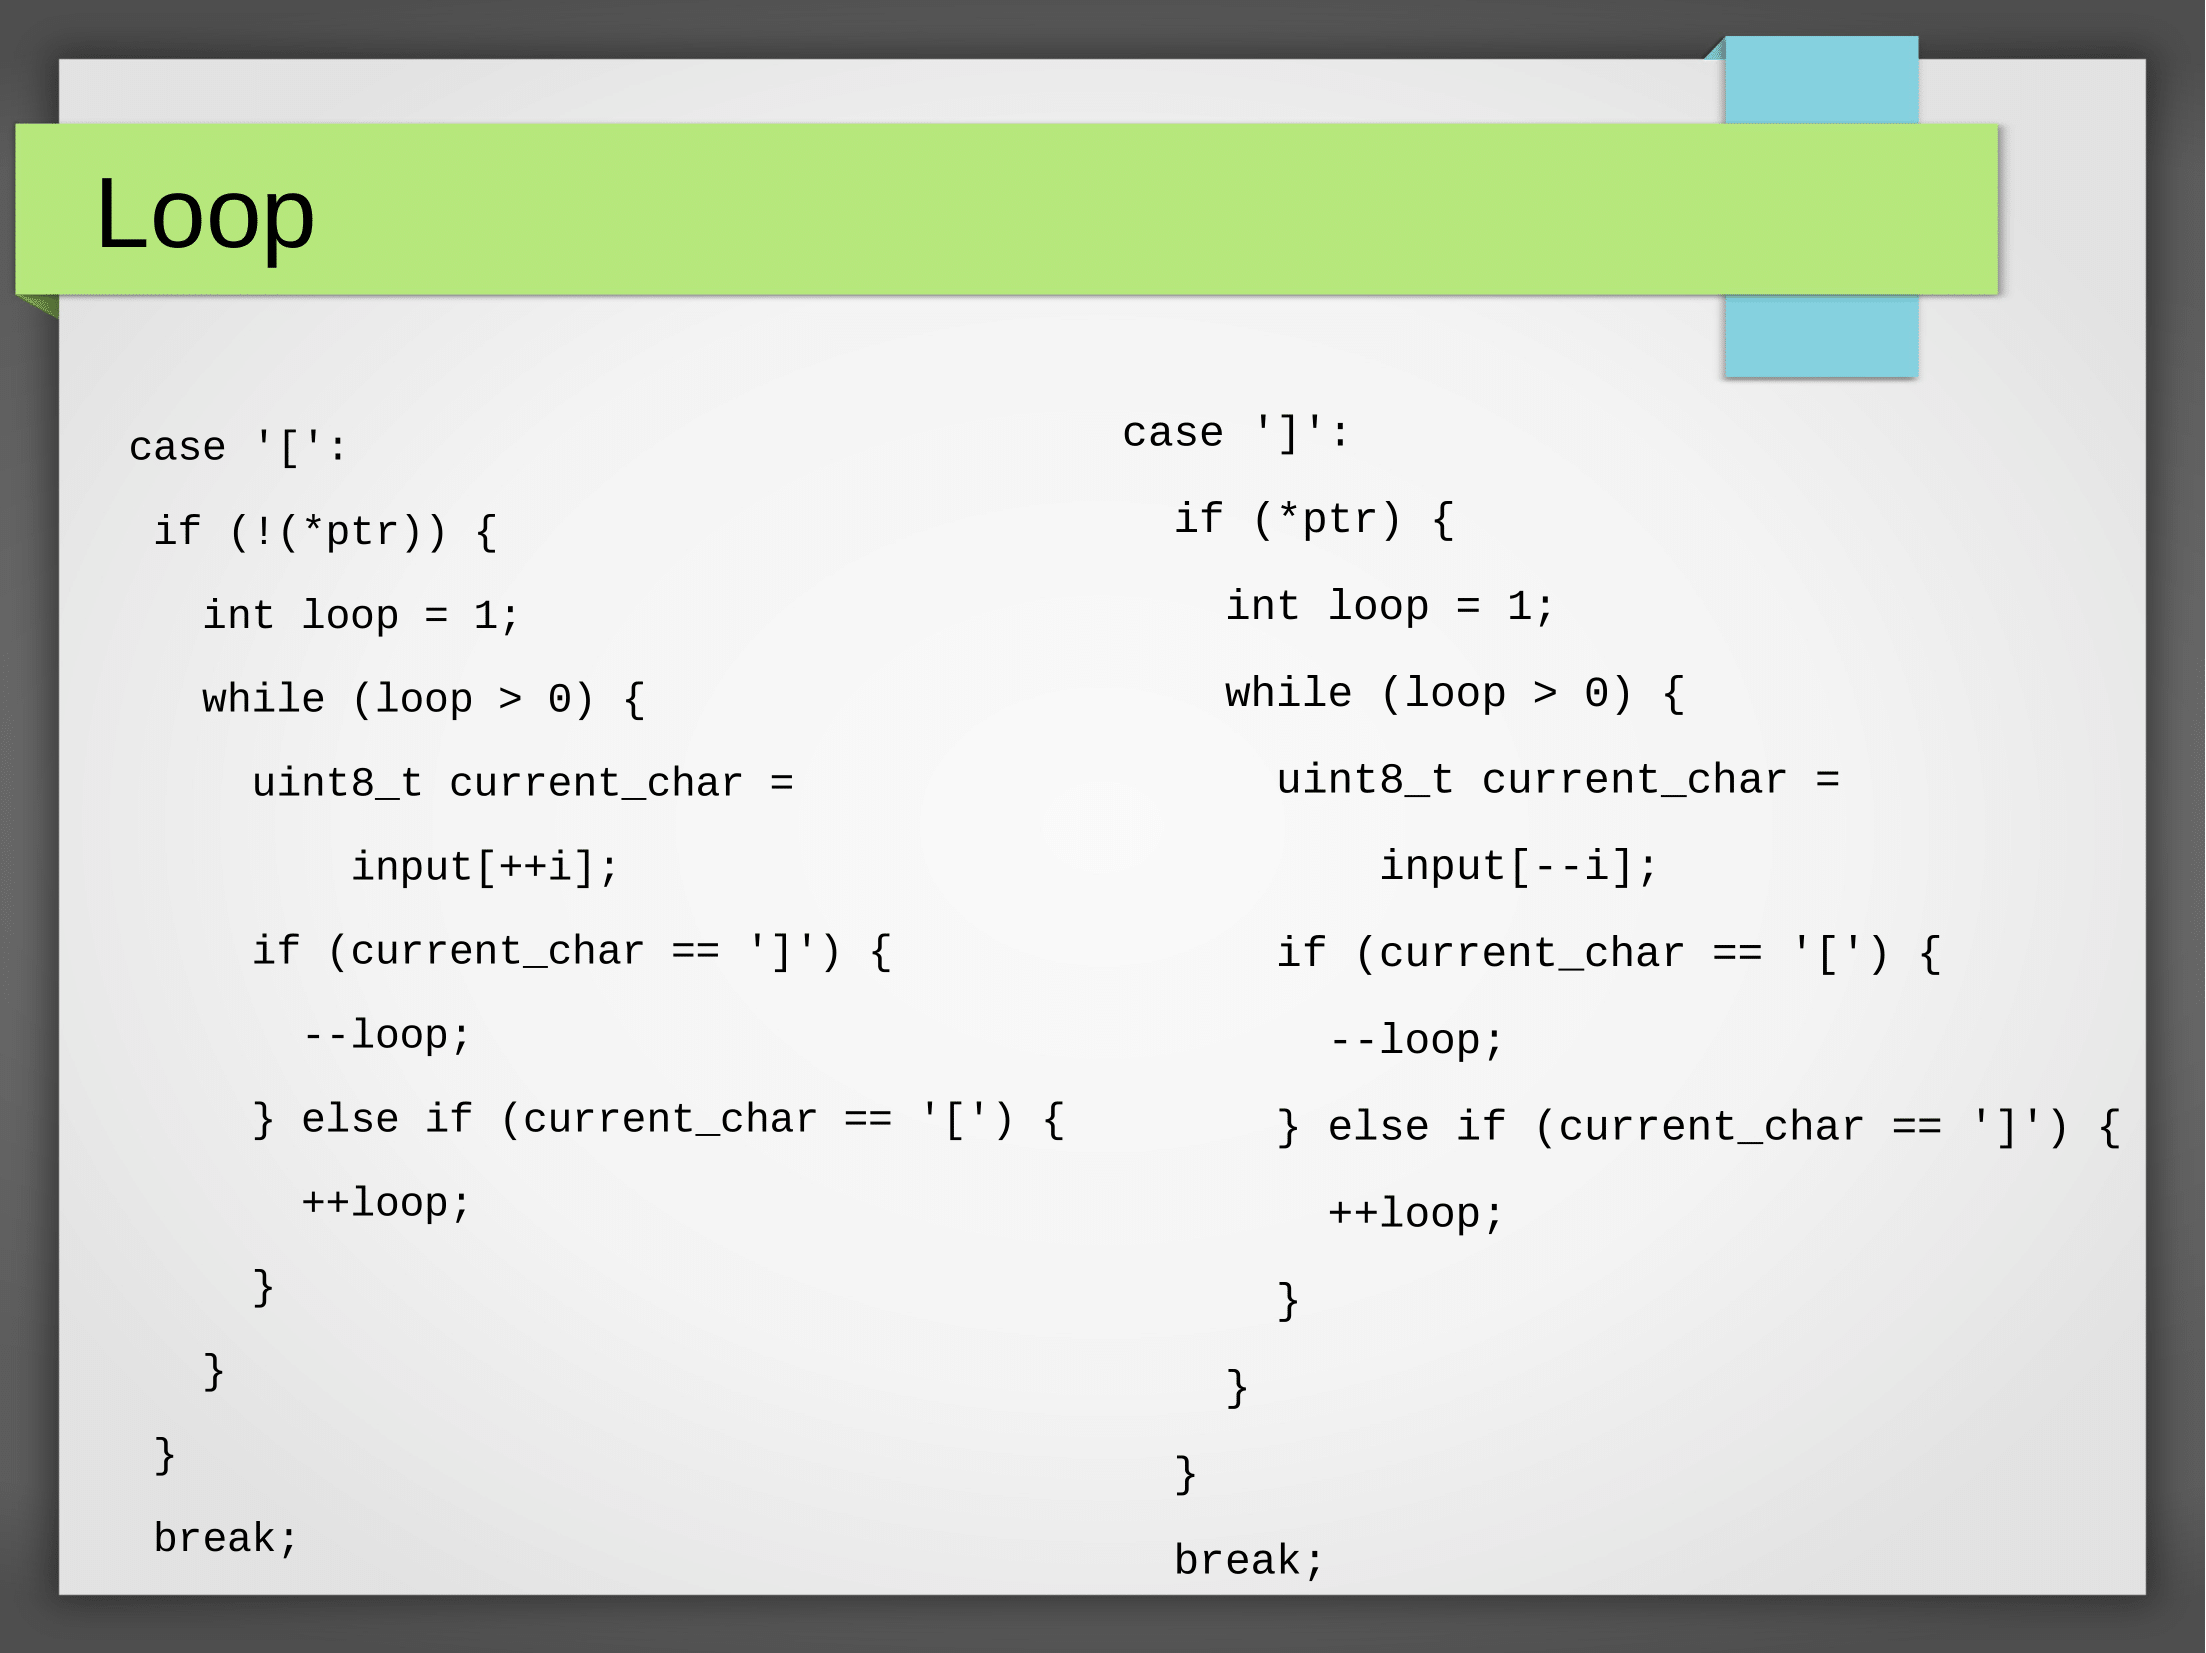 Loop
case '[':
 if (!(*ptr)) {
   int loop = 1;
   while (loop > 0) {
     uint8_t current_char =
         input[++i];
     if (current_char == ']') {
       --loop;
     } else if (current_char == '[') {
       ++loop;
     }
   }
 }
 break;
case ']':
  if (*ptr) {
    int loop = 1;
    while (loop > 0) {
      uint8_t current_char =
          input[--i];
      if (current_char == '[') {
        --loop;
      } else if (current_char == ']') {
        ++loop;
      }
    }
  }
  break;